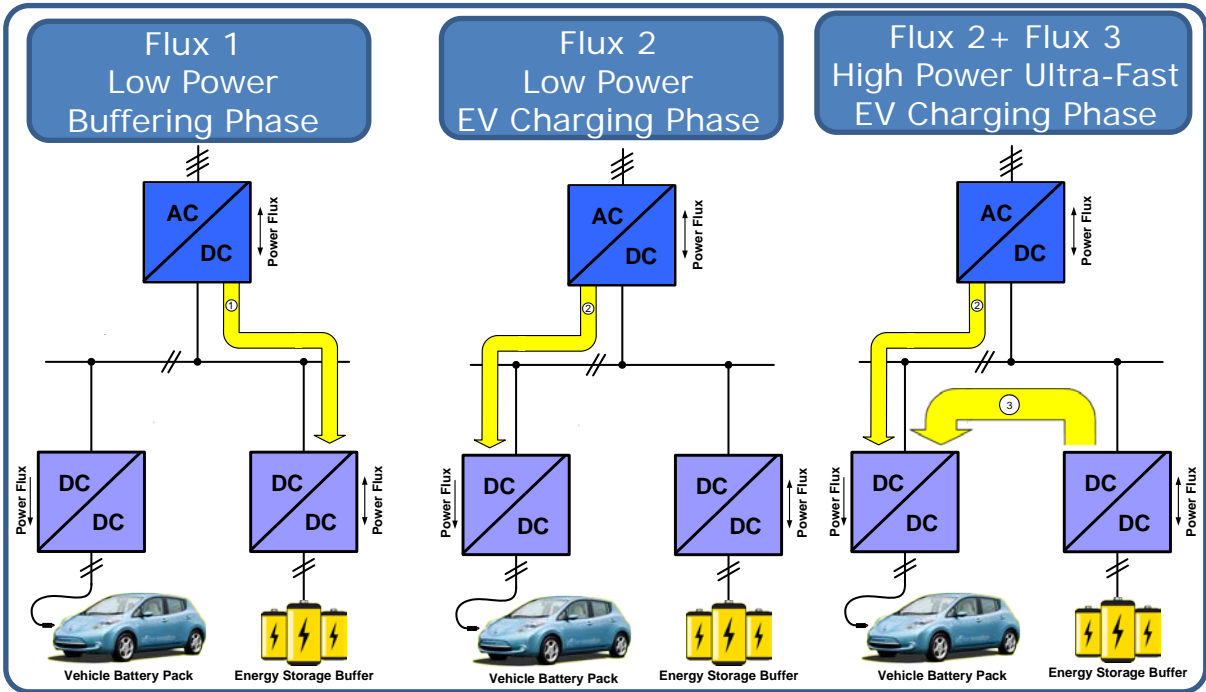 Flux 1
Low Power
Buffering Phase
AC
DC
Power Flux
1
DC
DC
Power Flux
DC
DC
Power Flux
Vehicle Battery Pack
Energy Storage Buffer
Flux 2
Low Power
EV Charging Phase
AC
DC
Power Flux
2
DC
DC
Power Flux
DC
DC
Power Flux
Vehicle Battery Pack
Energy Storage Buffer
Flux 2+ Flux 3
High Power Ultra-Fast
EV Charging Phase
AC
DC
Power Flux
2
3
DC
DC
Power Flux
DC
DC
Power Flux
Vehicle Battery Pack
Energy Storage Buffer